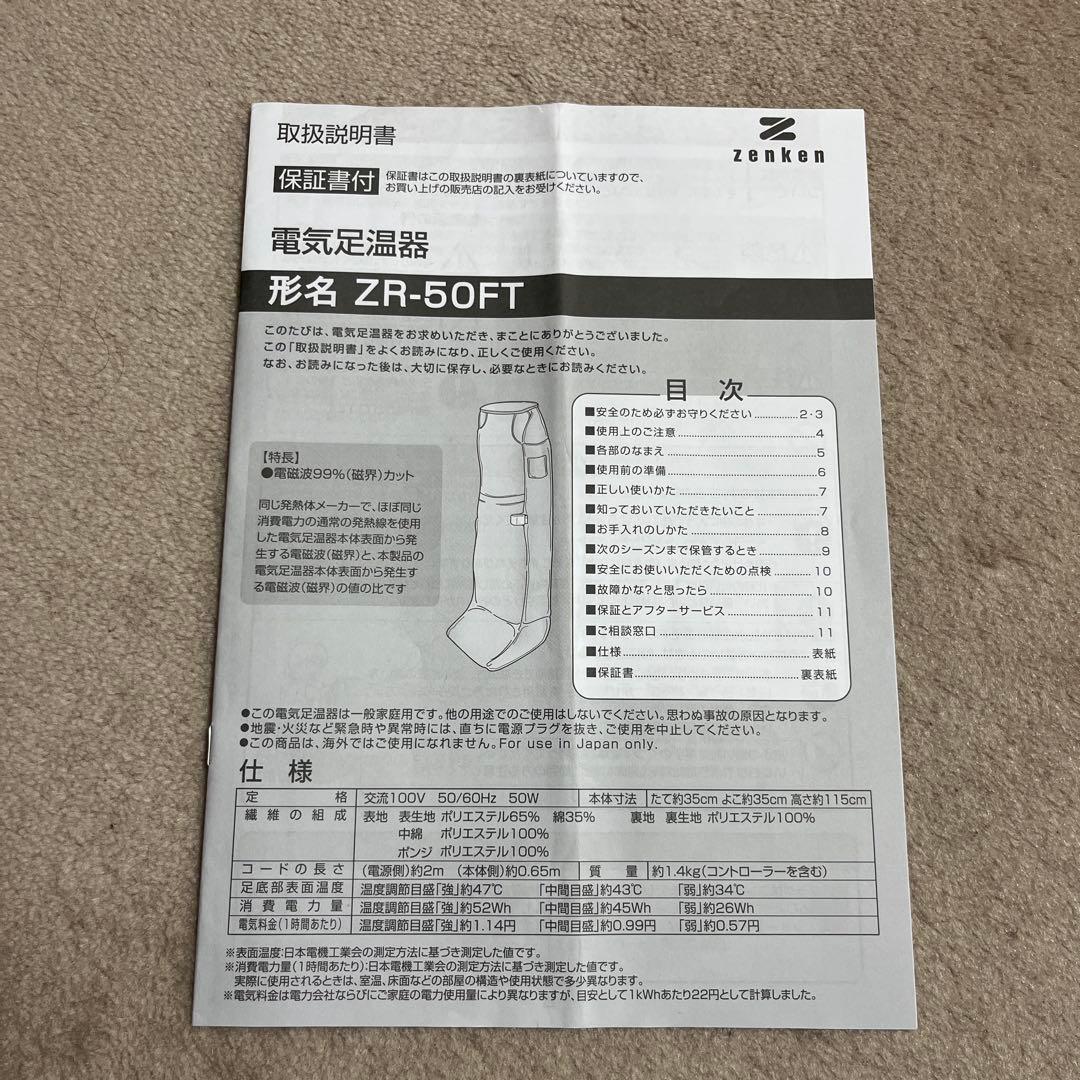 取扱説明書
zenken
保証書付
保証書はこの取扱説明書の裏表紙についていますので、
お買い上げの販売店の記入をお受けください。
電気足温器
形名 ZR-50FT
このたびは、電気足温器をお求めいただき、まことにありがとうございました。
この「取扱説明書」をよくお読みになり、正しくご使用ください。
なお、お読みになった後は、大切に保存し、必要なときにお読みください。
【特長】
●電磁波99%(磁界)カット
同じ発熱体メーカーで、ほぼ同じ
消費電力の通常の発熱線を使用
した電気足温器本体表面から発
生する電磁波(磁界)と、本製品の
電気足温器本体表面から発生す
る電磁波(磁界)の値の比です
目 次
■安全のため必ずお守りください................2・3
■使用上のご注意................4
■各部のなまえ................5
■使用前の準備................6
■正しい使いかた................7
■知っておいていただきたいこと................7
■お手入れのしかた................8
■次のシーズンまで保管するとき................9
■安全にお使いいただくための点検................10
■故障かな?と思ったら................10
■保証とアフターサービス................11
■ご相談窓口................11
■仕様................表紙
■保証書................裏表紙
●この電気足温器は一般家庭用です。他の用途でのご使用はしないでください。思わぬ事故の原因となります。
●地震・火災など緊急時や異常時には、直ちに電源プラグを抜き、ご使用を中止してください。
●この商品は、海外ではご使用になれません。For use in Japan only.
仕 様
定 格 交流100V 50/60Hz 50W 本体寸法 たて約35cm よこ約35cm 高さ約115cm
繊維の組成 表地 表生地 ポリエステル65% 綿35% 裏地 裏生地 ポリエステル100%
中綿 ポリエステル100%
ポンジ ポリエステル100%
コードの長さ (電源側)約2m (本体側)約0.65m 質 量 約1.4kg(コントローラーを含む)
足底部表面温度 温度調節目盛「強」約47℃ 「中間目盛」約43℃ 「弱」約34℃
消費電力量 温度調節目盛「強」約52Wh 「中間目盛」約45Wh 「弱」約26Wh
電気料金(1時間あたり) 温度調節目盛「強」約1.14円 「中間目盛」約0.99円 「弱」約0.57円
※表面温度:日本電機工業会の測定方法に基づき測定した値です。
※消費電力量(1時間あたり):日本電機工業会の測定方法に基づき測定した値です。
実際に使用されるときは、室温、床面などの部屋の構造や使用状態で多少異なります。
※電気料金は電力会社ならびにご家庭の電力使用量により異なりますが、目安として1kWhあたり22円として計算しました。